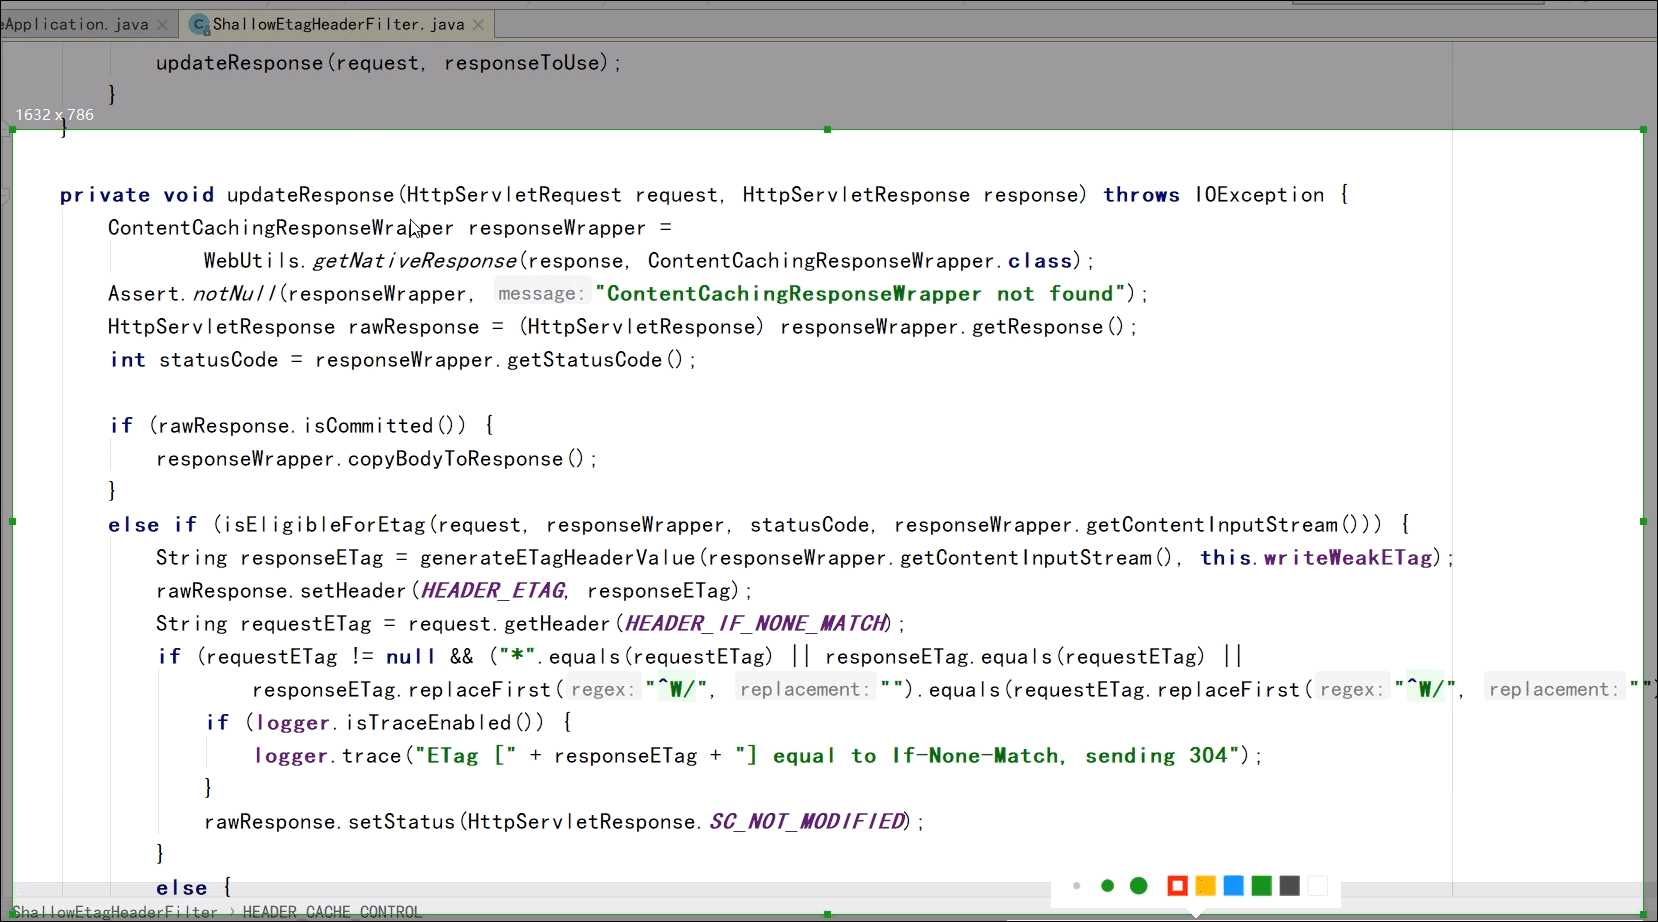 eApplication.java
ShallowEtagHeaderFilter.java
updateResponse(request, responseToUse);
}
1632 x 786
}
private void updateResponse(HttpServletRequest request, HttpServletResponse response) throws IOException {
ContentCachingResponseWrapper responseWrapper =
WebUtils.getNativeResponse(response, ContentCachingResponseWrapper.class);
Assert.notNull(responseWrapper, message: "ContentCachingResponseWrapper not found");
HttpServletResponse rawResponse = (HttpServletResponse) responseWrapper.getResponse();
int statusCode = responseWrapper.getStatusCode();
if (rawResponse.isCommitted()) {
responseWrapper.copyBodyToResponse();
}
else if (isEligibleForEtag(request, responseWrapper, statusCode, responseWrapper.getContentInputStream())) {
String responseETag = generateETagHeaderValue(responseWrapper.getContentInputStream(), this.writeWeakETag);
rawResponse.setHeader(HEADER_ETAG, responseETag);
String requestETag = request.getHeader(HEADER_IF_NONE_MATCH);
if (requestETag != null && ("*".equals(requestETag) || responseETag.equals(requestETag) ||
responseETag.replaceFirst( regex: "^W/", replacement: "").equals(requestETag.replaceFirst( regex: "^W/", replacement: "")
if (logger.isTraceEnabled()) {
logger.trace("ETag [" + responseETag + "] equal to If-None-Match, sending 304");
}
rawResponse.setStatus(HttpServletResponse.SC_NOT_MODIFIED);
}
else {
ShallowEtagHeaderFilter › HEADER_CACHE_CONTROL